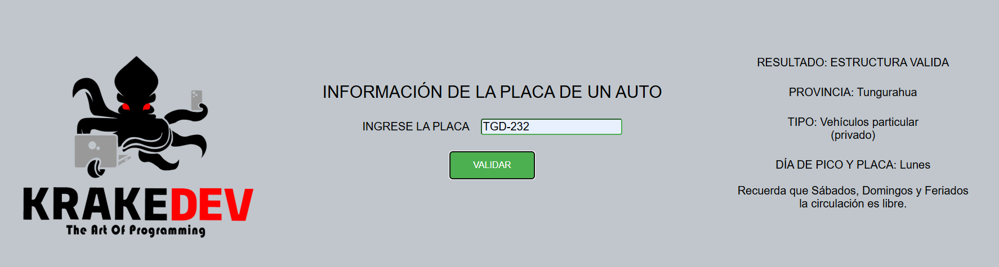 KRAKEDEV
The Art Of Programming
INFORMACIÓN DE LA PLACA DE UN AUTO
INGRESE LA PLACA TGD-232
VALIDAR
RESULTADO: ESTRUCTURA VALIDA
PROVINCIA: Tungurahua
TIPO: Vehículos particular
(privado)
DÍA DE PICO Y PLACA: Lunes
Recuerda que Sábados, Domingos y Feriados
la circulación es libre.